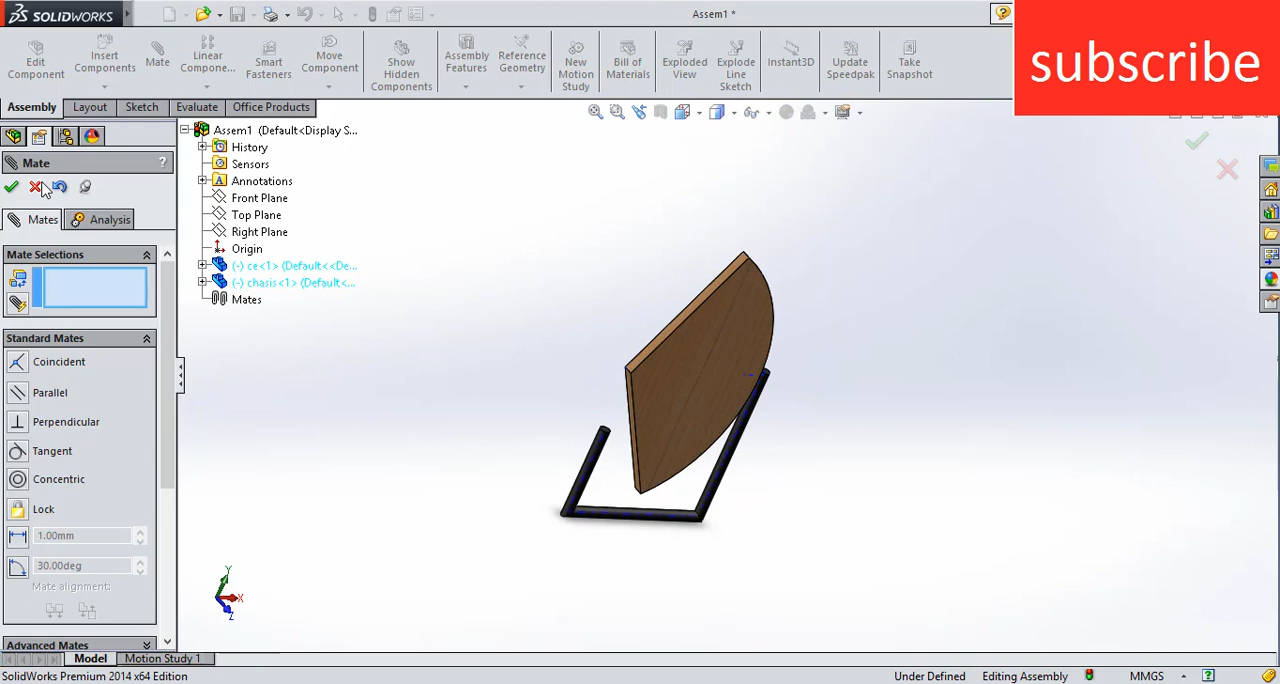 SOLIDWORKS
Assem1 *
subscribe
Edit Component
Insert Components
Mate
Linear Compone...
Smart Fasteners
Move Component
Show Hidden Components
Assembly Features
Reference Geometry
New Motion Study
Bill of Materials
Exploded View
Explode Line Sketch
Instant3D
Update Speedpak
Take Snapshot
Assembly Layout Sketch Evaluate Office Products
Mate ?
Mates Analysis
Mate Selections
Standard Mates
Coincident
Parallel
Perpendicular
Tangent
Concentric
Lock
1.00mm
30.00deg
Mate alignment:
Advanced Mates
Assem1 (Default<Display S...
History
Sensors
Annotations
Front Plane
Top Plane
Right Plane
Origin
(-) ce<1> (Default<<De...
(-) chasis<1> (Default<...
Mates
Y
X
Z
Model Motion Study 1
SolidWorks Premium 2014 x64 Edition
Under Defined Editing Assembly MMGS